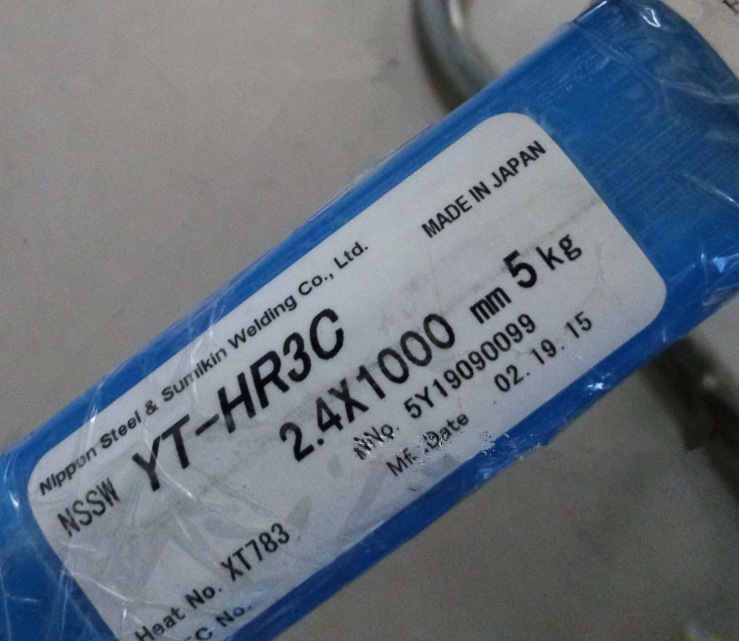 MADE IN JAPAN
Nippon Steel & Sumikin Welding Co., Ltd.
NSSW YT-HR3C
2.4X1000 mm 5 kg
No. 5Y19090099
Mf. Date 02.19.15
Heat No. XT783
C No.